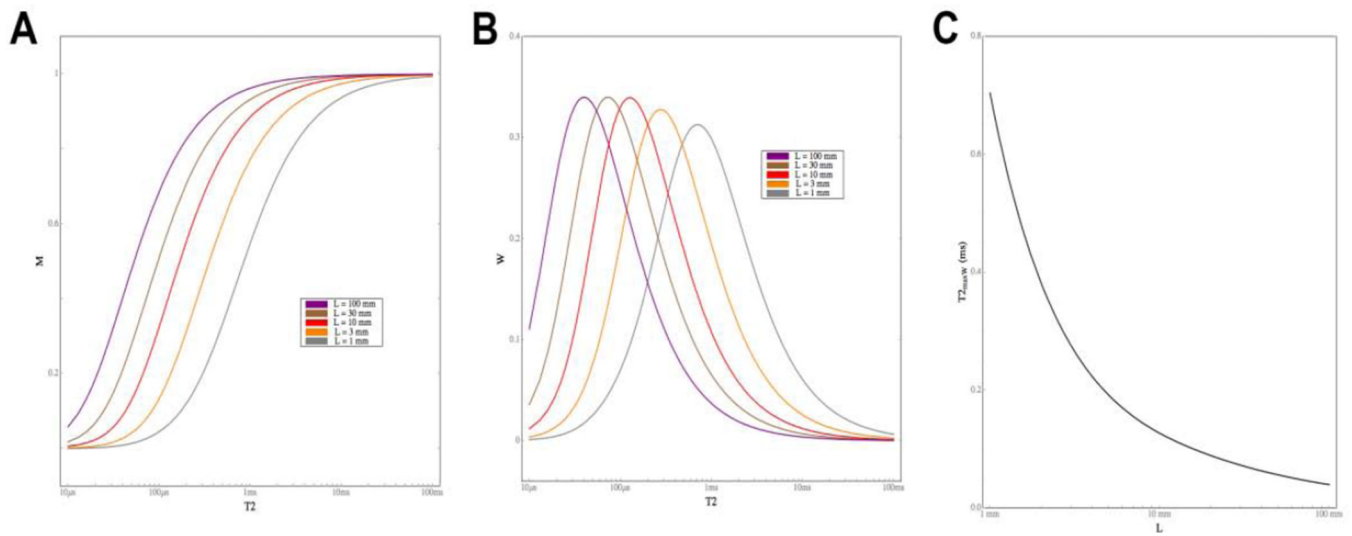 A
M
1
0.6
0.2
L = 100 mm
L = 30 mm
L = 10 mm
L = 3 mm
L = 1 mm
10μs
100μs
1ms
10ms
100ms
T2
B
W
0.4
0.3
0.2
0.1
0
L = 100 mm
L = 30 mm
L = 10 mm
L = 3 mm
L = 1 mm
10μs
100μs
1ms
10ms
100ms
T2
C
T2maxW (ms)
0.8
0.6
0.4
0.2
0.0
1 mm
10 mm
100 mm
L